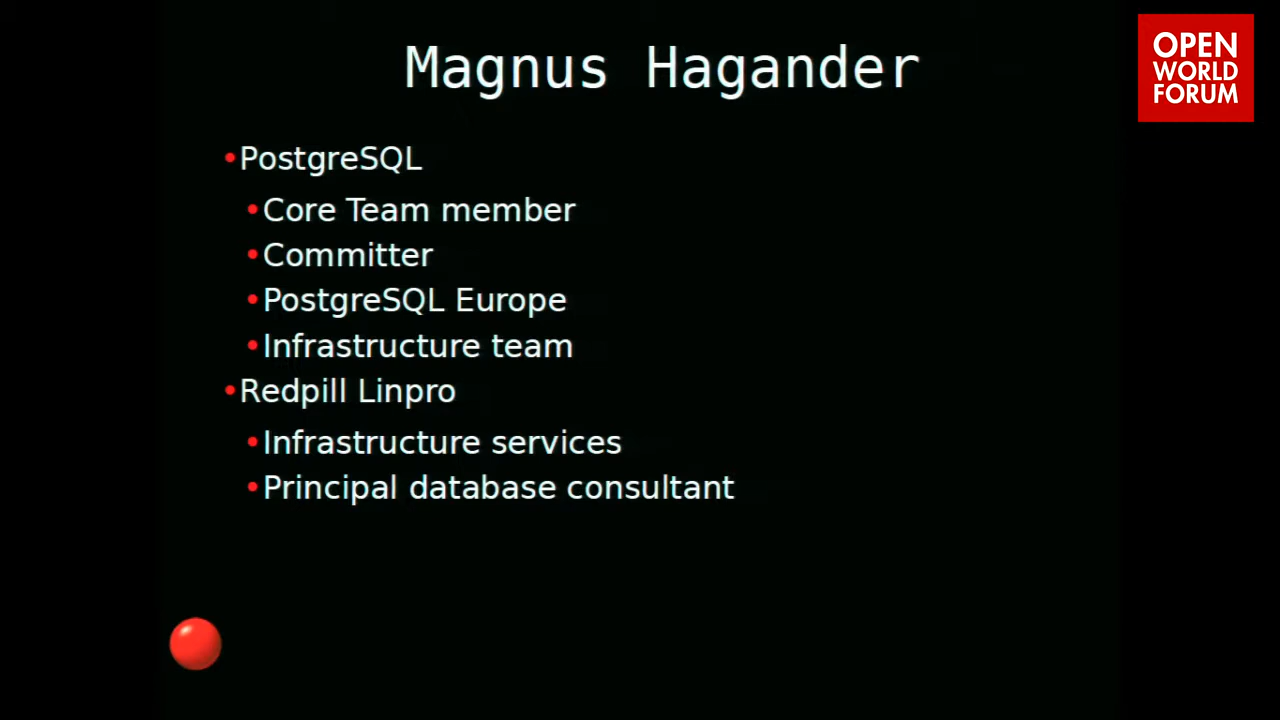 Magnus Hagander
OPEN
WORLD
FORUM
•PostgreSQL
•Core Team member
•Committer
•PostgreSQL Europe
•Infrastructure team
•Redpill Linpro
•Infrastructure services
•Principal database consultant